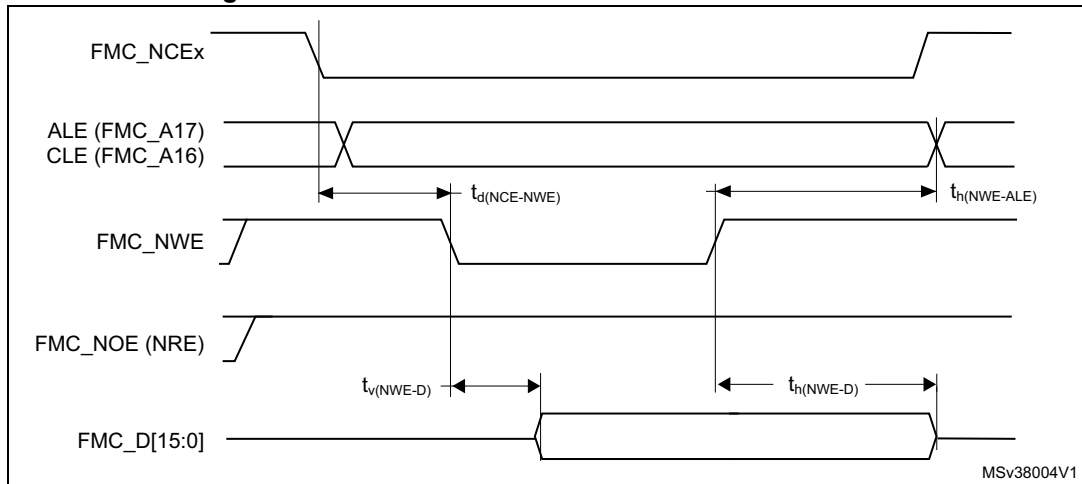 FMC_NCEx
ALE (FMC_A17)
CLE (FMC_A16)
td(NCE-NWE)
th(NWE-ALE)
FMC_NWE
FMC_NOE (NRE)
tv(NWE-D)
th(NWE-D)
FMC_D[15:0]
MSv38004V1